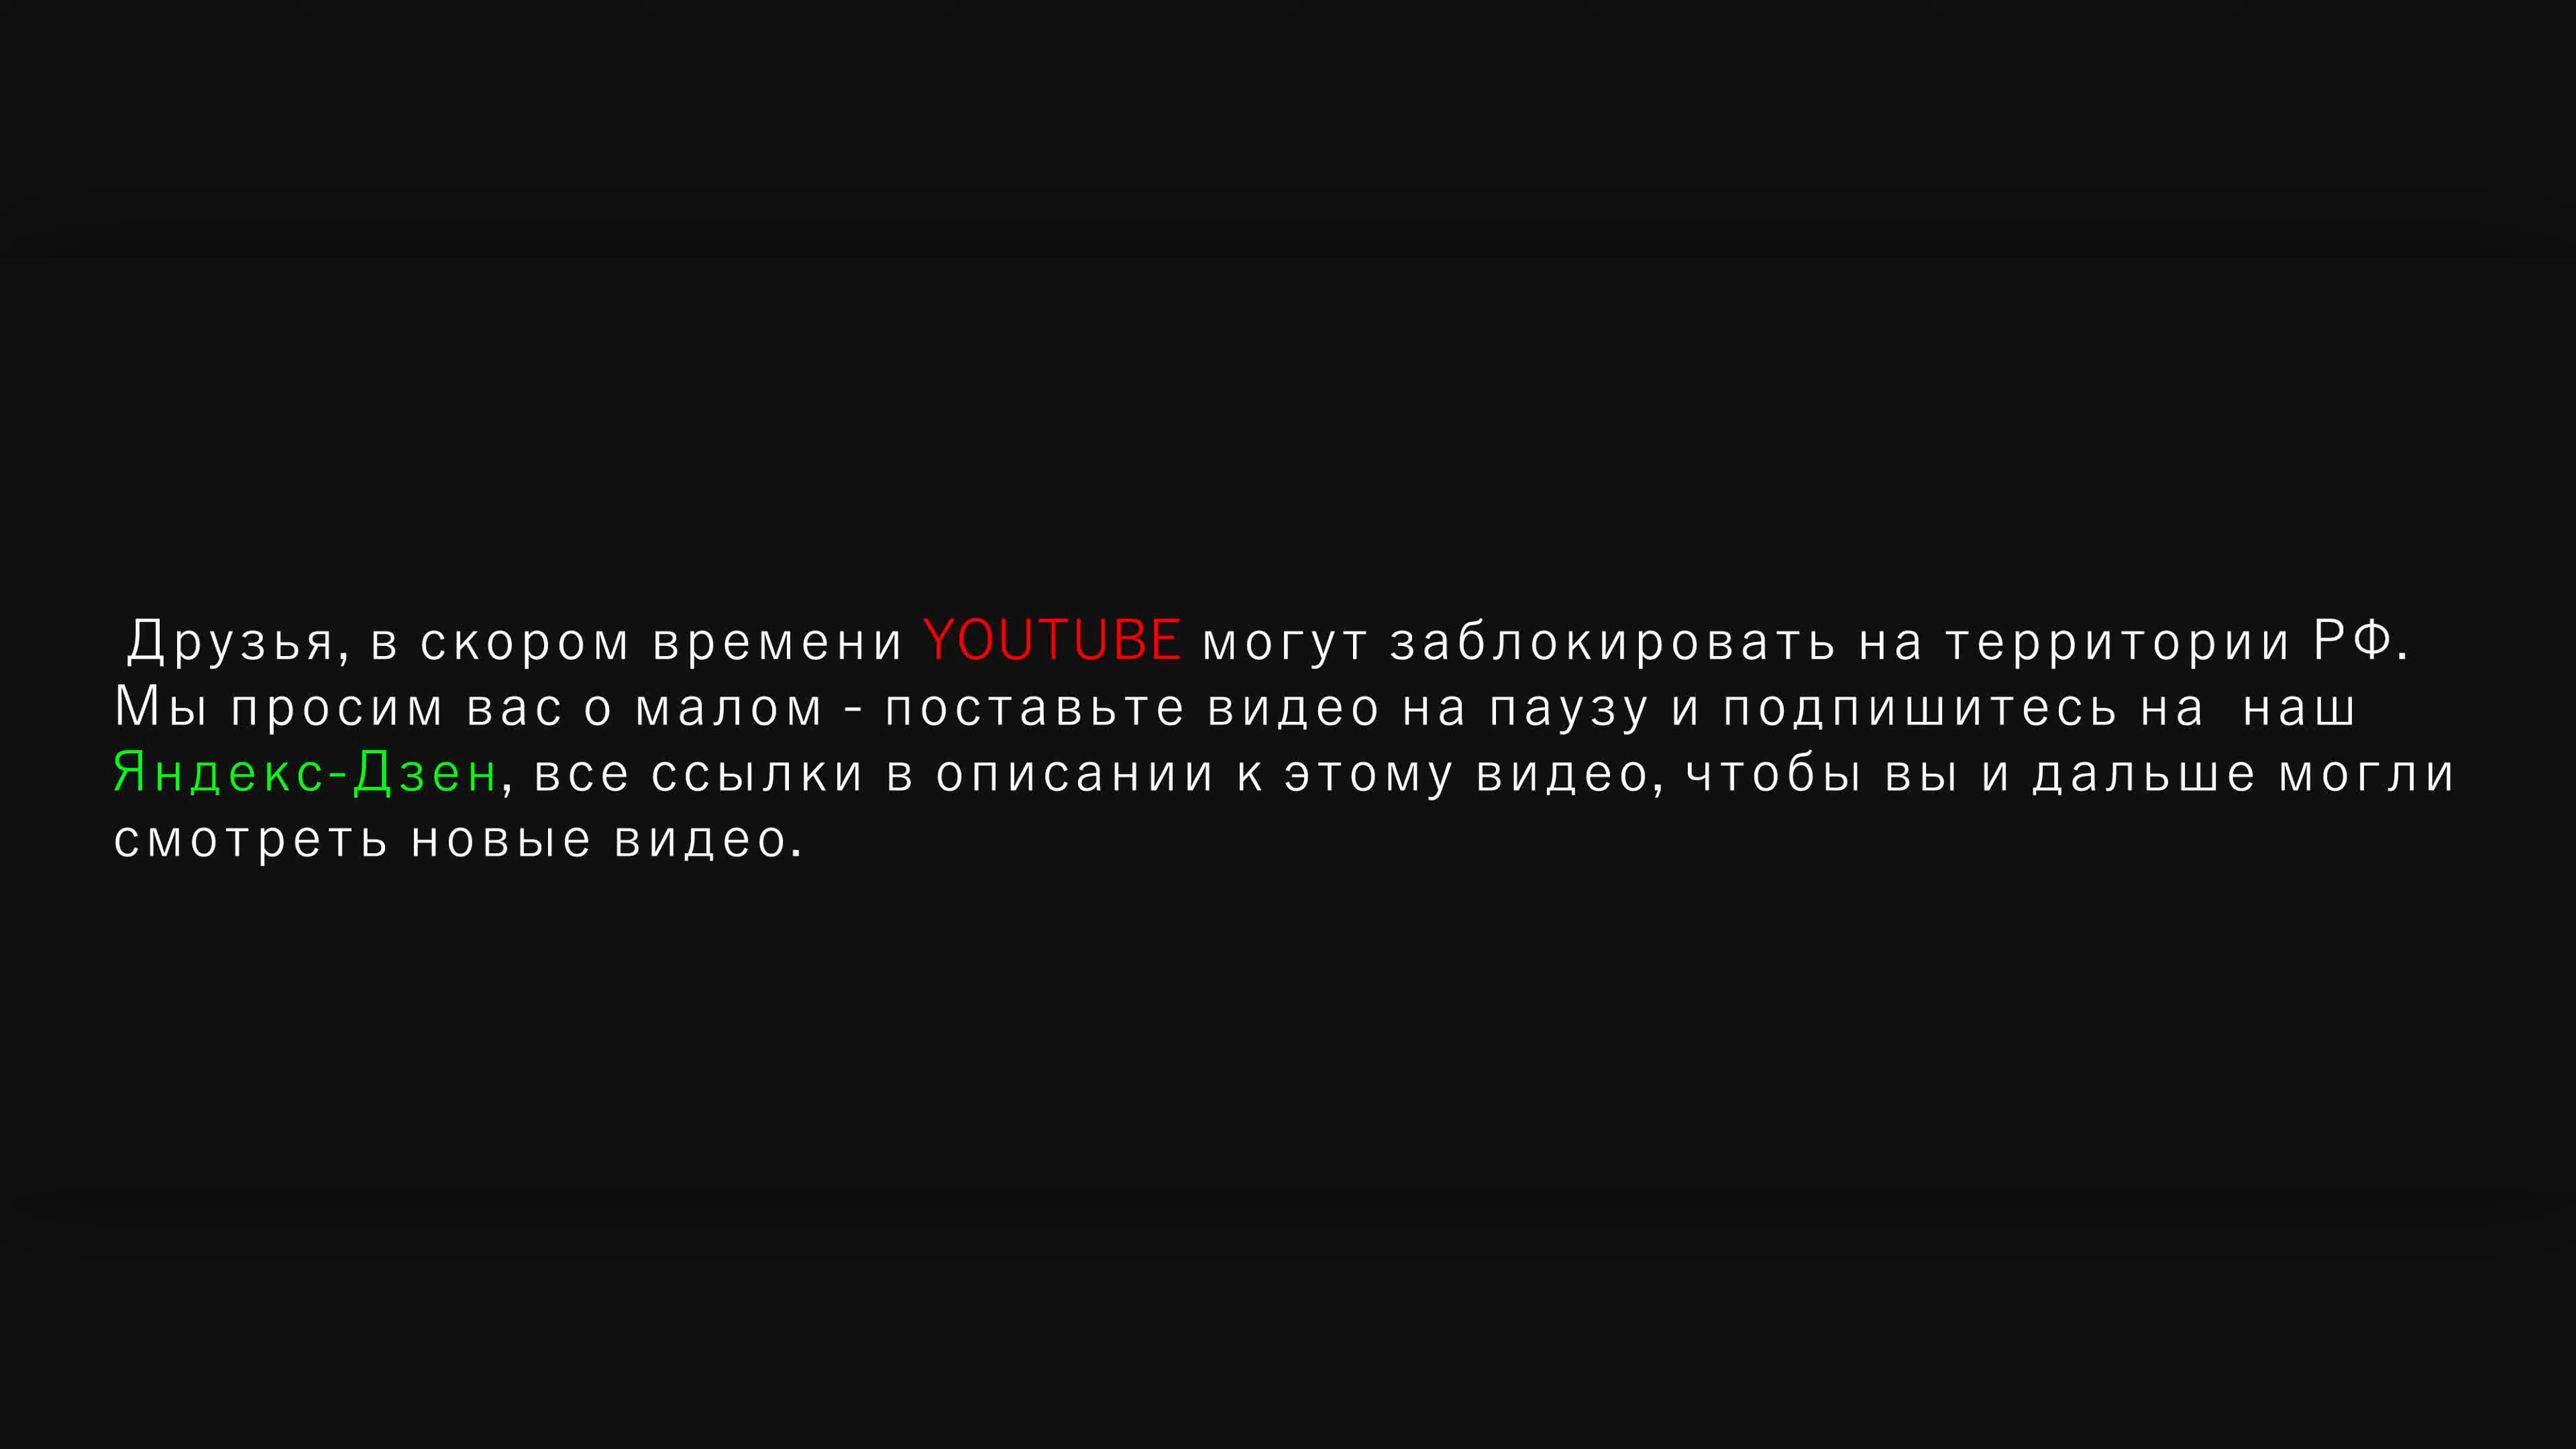 Друзья, в скором времени YOUTUBE могут заблокировать на территории РФ.
Мы просим вас о малом - поставьте видео на паузу и подпишитесь на  наш
Яндекс-Дзен, все ссылки в описании к этому видео, чтобы вы и дальше могли
смотреть новые видео.